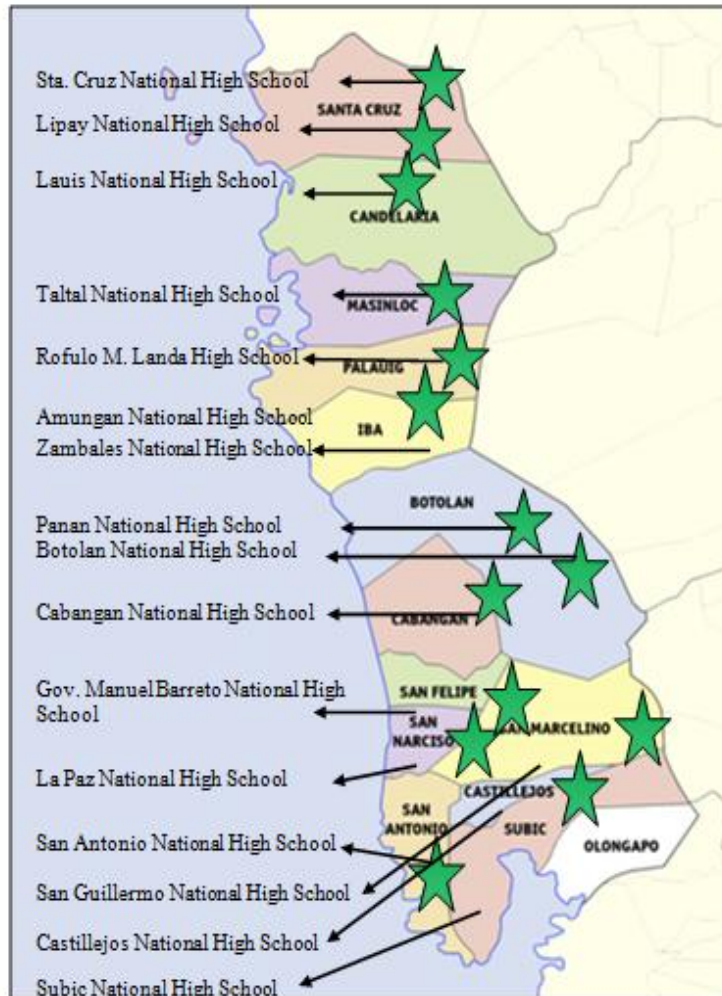 Sta. Cruz National High School
SANTA CRUZ
Lipay National High School
Lauis National High School
CANDELARIA
Taltal National High School
MASINLOC
Rofulo M. Landa High School
PALAUIG
Amungan National High School
IBA
Zambales National High School
BOTOLAN
Panan National High School
Botolan National High School
Cabangan National High School
CABANGAN
Gov. Manuel Barreto National High
School
SAN FELIPE
SAN
NARCISO
SAN MARCELINO
La Paz National High School
CASTILLEJOS
SAN
ANTONIO
SUBIC
OLONGAPO
San Antonio National High School
San Guillermo National High School
Castillejos National High School
Subic National High School